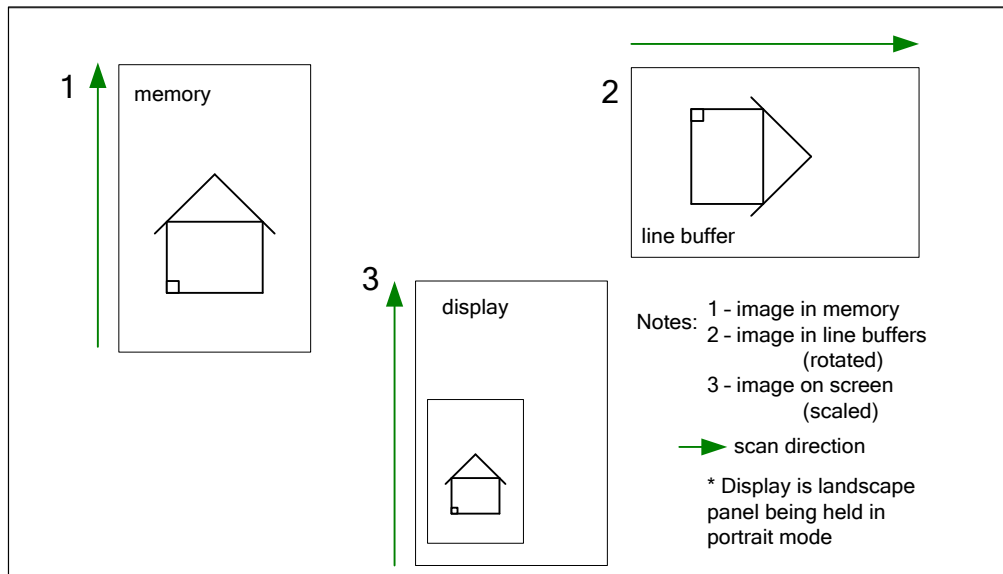 1
memory
2
line buffer
3
display
Notes:
1 - image in memory
2 - image in line buffers
(rotated)
3 - image on screen
(scaled)
scan direction
* Display is landscape
panel being held in
portrait mode